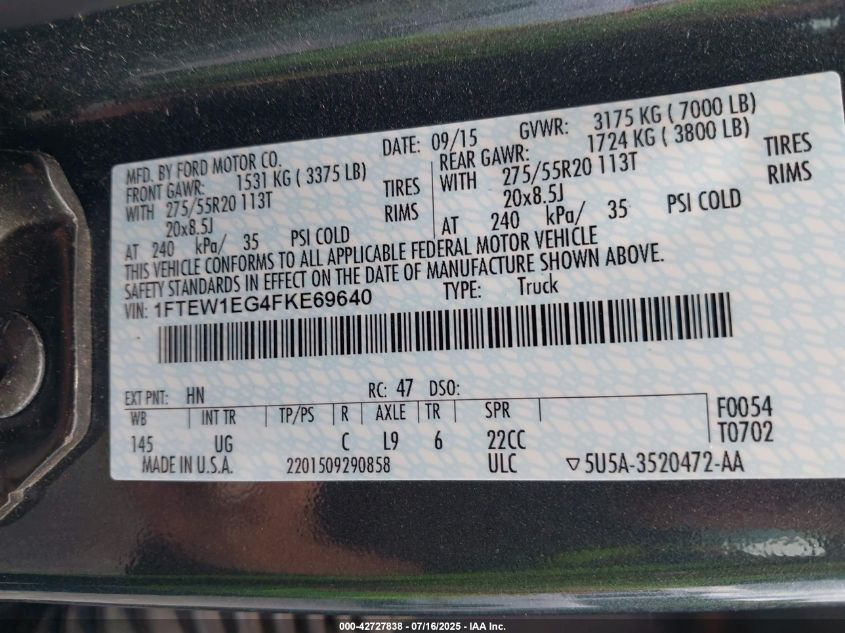 MFD. BY FORD MOTOR CO. DATE: 09/15 GVWR: 3175 KG ( 7000 LB)
FRONT GAWR: 1531 KG ( 3375 LB) REAR GAWR: 1724 KG ( 3800 LB)
WITH 275/55R20 113T TIRES WITH 275/55R20 113T TIRES
20x8.5J RIMS 20x8.5J RIMS
AT 240 kPa/ 35 PSI COLD AT 240 kPa/ 35 PSI COLD
THIS VEHICLE CONFORMS TO ALL APPLICABLE FEDERAL MOTOR VEHICLE
SAFETY STANDARDS IN EFFECT ON THE DATE OF MANUFACTURE SHOWN ABOVE.
VIN: 1FTEW1EG4FKE69640 TYPE: Truck
EXT PNT: HN RC: 47 DSO:
WB INT TR TP/PS R AXLE TR SPR F0054
145 UG C L9 6 22CC T0702
MADE IN U.S.A. 2201509290858 ULC ▽5U5A-3520472-AA
000-42727838 - 07/16/2025 - IAA Inc.